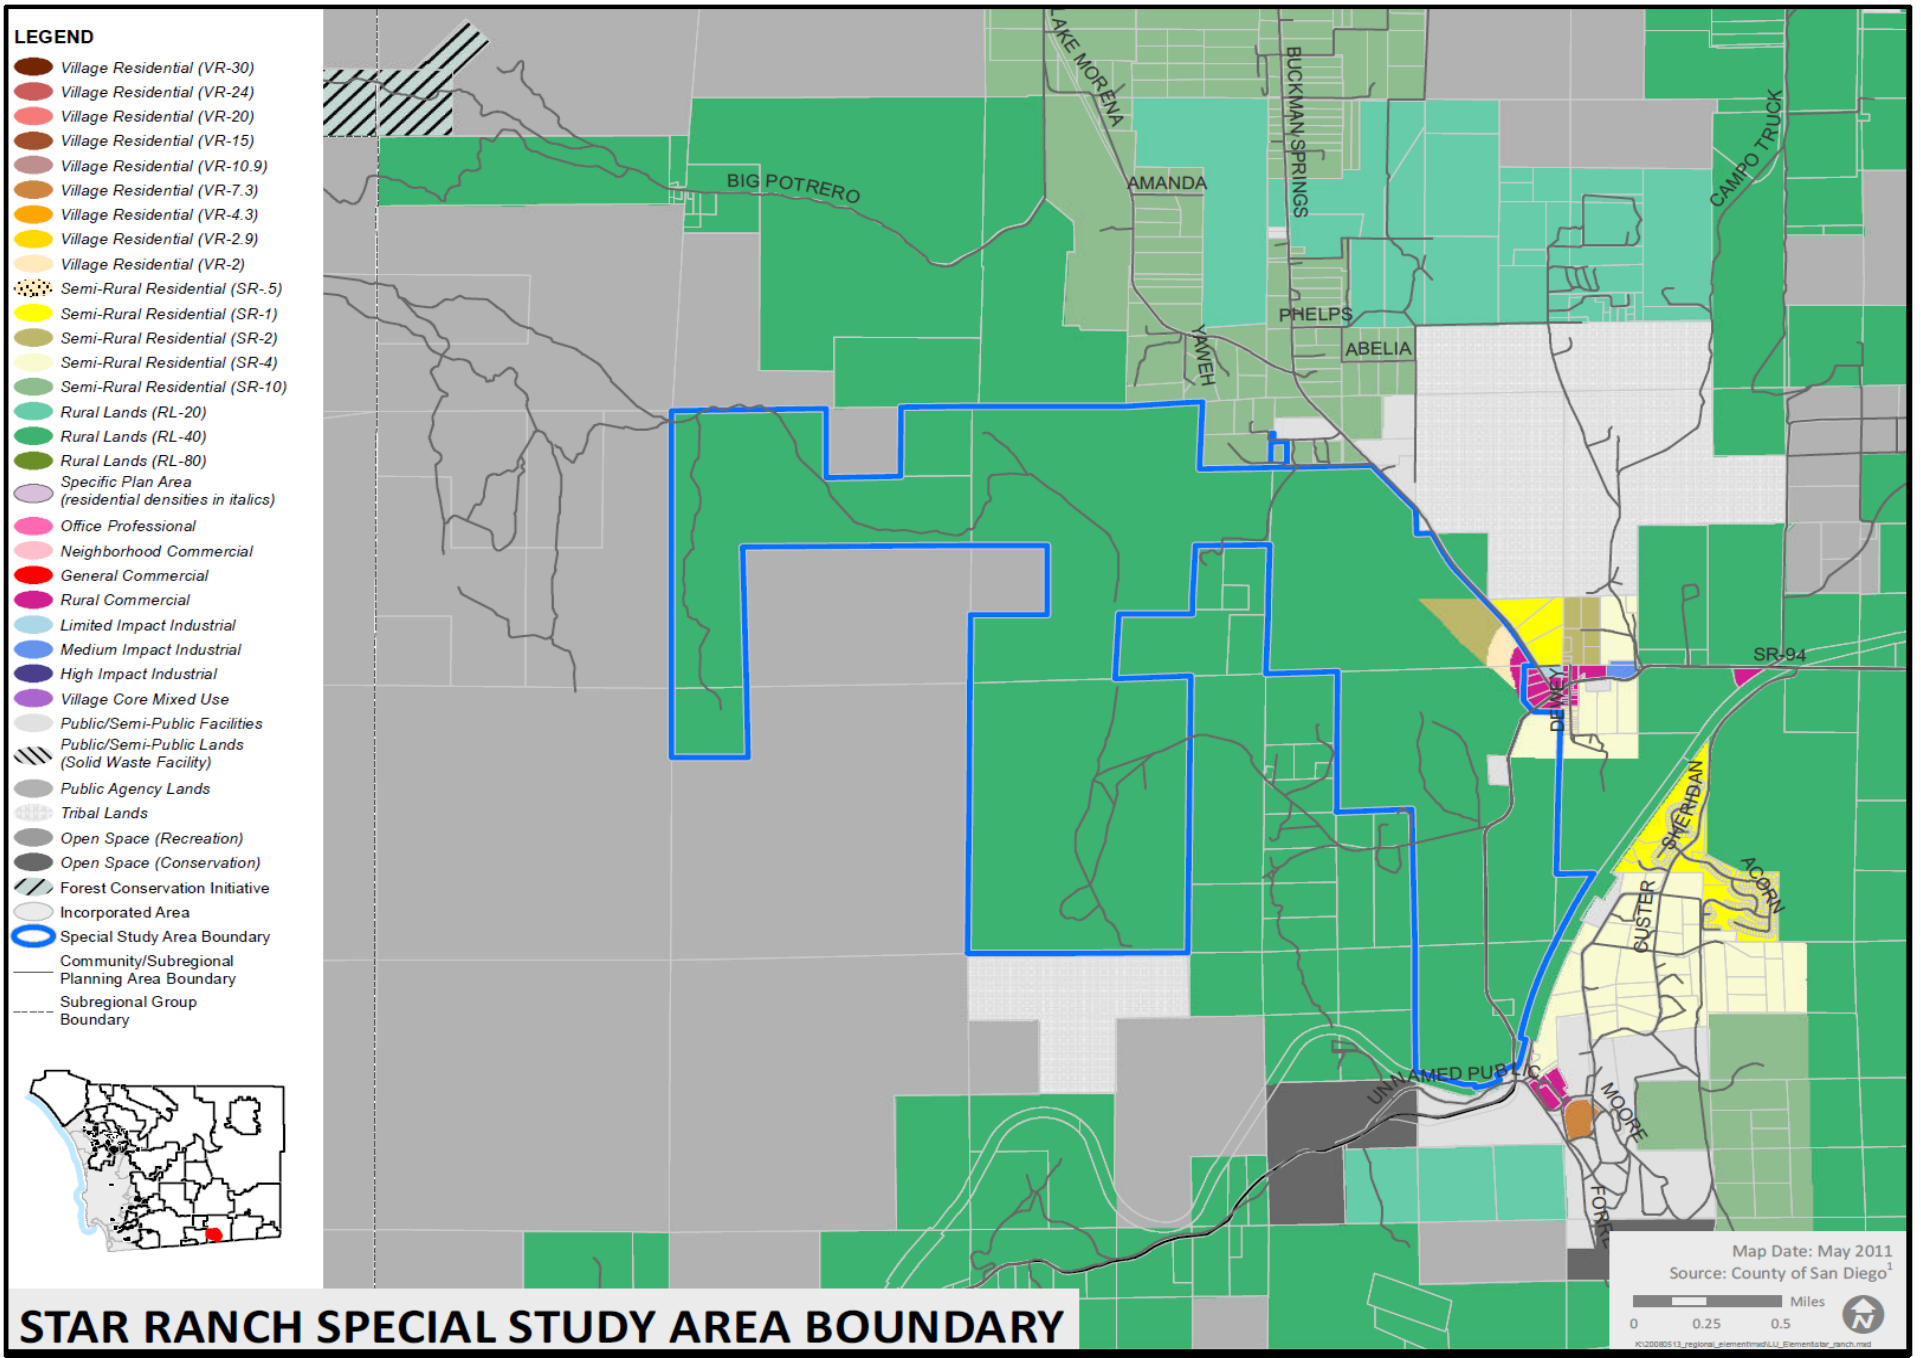 LEGEND
Village Residential (VR-30)
Village Residential (VR-24)
Village Residential (VR-20)
Village Residential (VR-15)
Village Residential (VR-10.9)
Village Residential (VR-7.3)
Village Residential (VR-4.3)
Village Residential (VR-2.9)
Village Residential (VR-2)
Semi-Rural Residential (SR-.5)
Semi-Rural Residential (SR-1)
Semi-Rural Residential (SR-2)
Semi-Rural Residential (SR-4)
Semi-Rural Residential (SR-10)
Rural Lands (RL-20)
Rural Lands (RL-40)
Rural Lands (RL-80)
Specific Plan Area
(residential densities in italics)
Office Professional
Neighborhood Commercial
General Commercial
Rural Commercial
Limited Impact Industrial
Medium Impact Industrial
High Impact Industrial
Village Core Mixed Use
Public/Semi-Public Facilities
Public/Semi-Public Lands
(Solid Waste Facility)
Public Agency Lands
Tribal Lands
Open Space (Recreation)
Open Space (Conservation)
Forest Conservation Initiative
Incorporated Area
Special Study Area Boundary
Community/Subregional
Planning Area Boundary
Subregional Group
Boundary
LAKE MORENA
BUCKMAN SPRINGS
CAMPO TRUCK
BIG POTRERO
AMANDA
PHELPS
YAWEH
ABELIA
SR-94
DEWEY
SHERIDAN
ACORN
CUSTER
UNNAMED PUBLIC
MOORE
Map Date: May 2011
Source: County of San Diego1
Miles
0 0.25 0.5
N
STAR RANCH SPECIAL STUDY AREA BOUNDARY